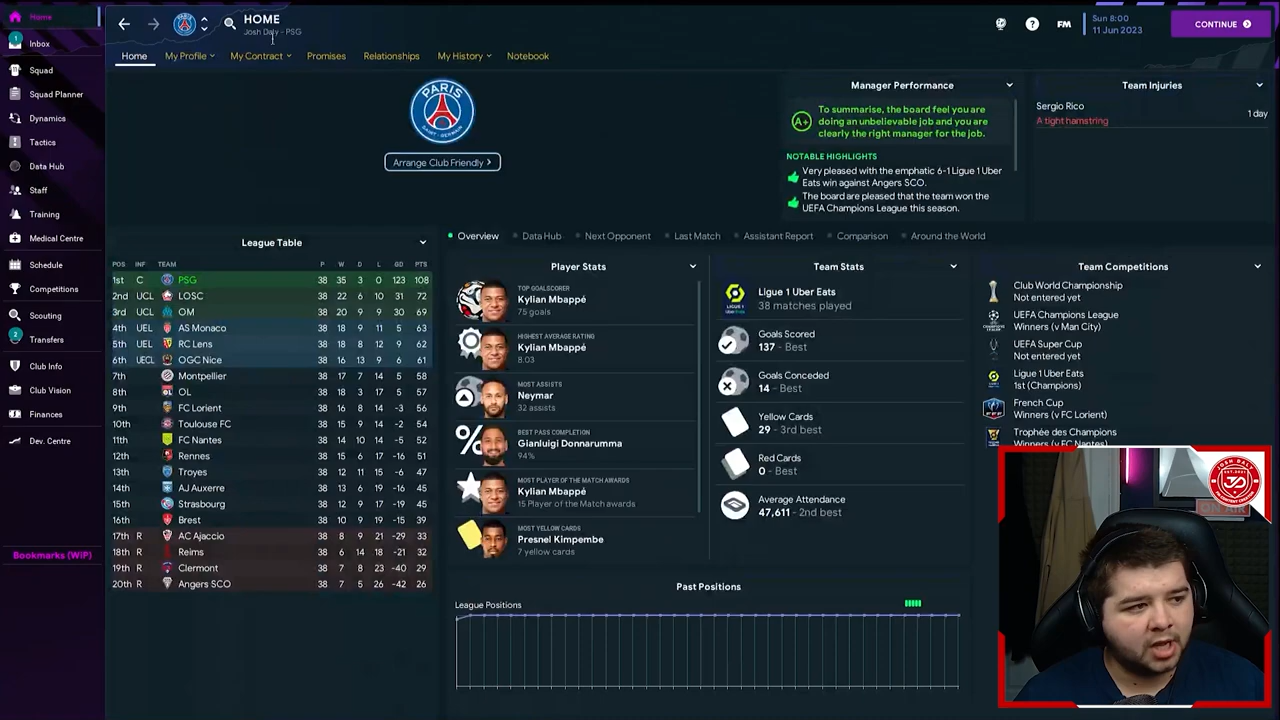 Home
1
Inbox
Squad
Squad Planner
Dynamics
Tactics
Data Hub
Staff
Training
Medical Centre
Schedule
Competitions
Scouting
2
Transfers
Club Info
Club Vision
Finances
Dev. Centre
Bookmarks (WiP)
HOME
Josh Daly - PSG
? FM Sun 8:00
11 Jun 2023
CONTINUE
Home My Profile My Contract Promises Relationships My History Notebook
PARIS
SAINT-GERMAIN
Arrange Club Friendly >
Manager Performance
A+
To summarise, the board feel you are
doing an unbelievable job and you are
clearly the right manager for the job.
NOTABLE HIGHLIGHTS
Very pleased with the emphatic 6-1 Ligue 1 Uber
Eats win against Angers SCO.
The board are pleased that the team won the
UEFA Champions League this season.
Team Injuries
Sergio Rico 1 day
A tight hamstring
League Table
POS INF TEAM P W D L GD PTS
1st C PSG 38 35 3 0 123 108
2nd UCL LOSC 38 22 6 10 31 72
3rd UCL OM 38 20 9 9 30 69
4th UEL AS Monaco 38 18 9 11 5 63
5th UEL RC Lens 38 18 8 12 9 62
6th UECL OGC Nice 38 16 13 9 6 61
7th Montpellier 38 17 7 14 5 58
8th OL 38 18 3 17 5 57
9th FC Lorient 38 16 8 14 -3 56
10th Toulouse FC 38 15 9 14 -2 54
11th FC Nantes 38 14 10 14 -8 52
12th Rennes 38 14 9 15 -6 51
13th Troyes 38 12 11 15 -6 47
14th AJ Auxerre 38 13 6 19 -16 45
15th Strasbourg 38 12 9 17 -19 45
16th Brest 38 10 9 19 -15 39
17th R AC Ajaccio 38 8 9 21 -29 33
18th R Reims 38 6 14 18 -21 32
19th R Clermont 38 7 8 23 -40 29
20th R Angers SCO 38 7 5 26 -42 26
Overview Data Hub Next Opponent Last Match Assistant Report Comparison Around the World
Player Stats
TOP GOALSCORER
Kylian Mbappé
75 goals
HIGHEST AVERAGE RATING
Kylian Mbappé
8.03
MOST ASSISTS
Neymar
32 assists
BEST PASS COMPLETION
Gianluigi Donnarumma
94%
MOST PLAYER OF THE MATCH AWARDS
Kylian Mbappé
15 Player of the Match awards
MOST YELLOW CARDS
Presnel Kimpembe
7 yellow cards
Team Stats
Ligue 1 Uber Eats
38 matches played
Goals Scored
137 - Best
Goals Conceded
14 - Best
Yellow Cards
29 - 3rd best
Red Cards
0 - Best
Average Attendance
47,611 - 2nd best
Team Competitions
Club World Championship
Not entered yet
UEFA Champions League
Winners (v Man City)
UEFA Super Cup
Not entered yet
Ligue 1 Uber Eats
1st (Champions)
French Cup
Winners (v FC Lorient)
Trophée des Champions
Winners (v FC Nantes)
Past Positions
League Positions
JOSH DALY
JD
ON AIR